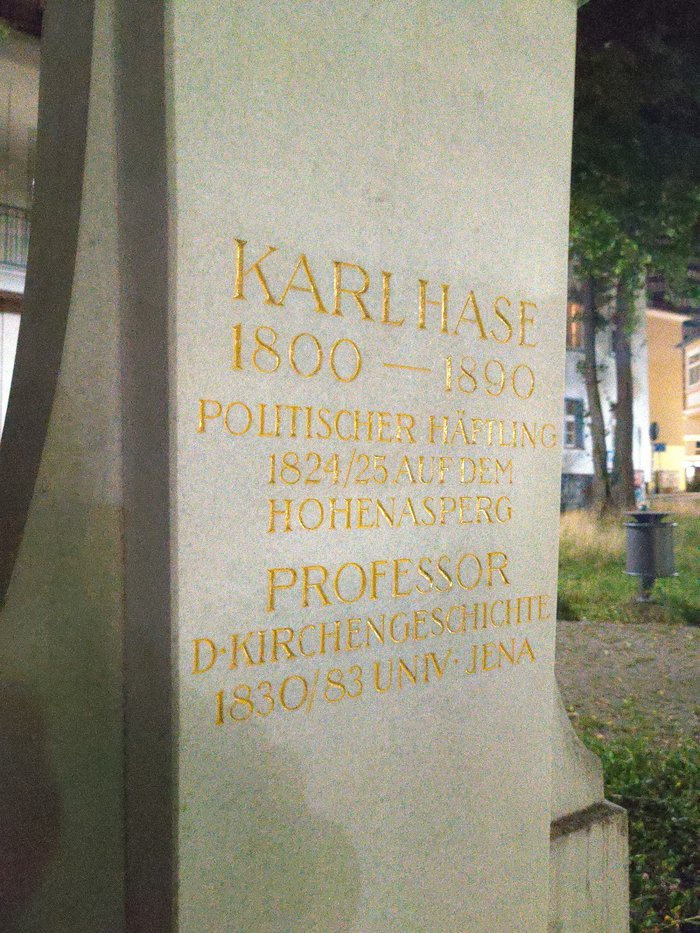 KARL HASE
1800 — 1890
POLITISCHER HÄFTLING
1824/25 AUF DEM
HOHENASPERG
PROFESSOR
D·KIRCHENGESCHICHTE
1830/83 UNIV· JENA